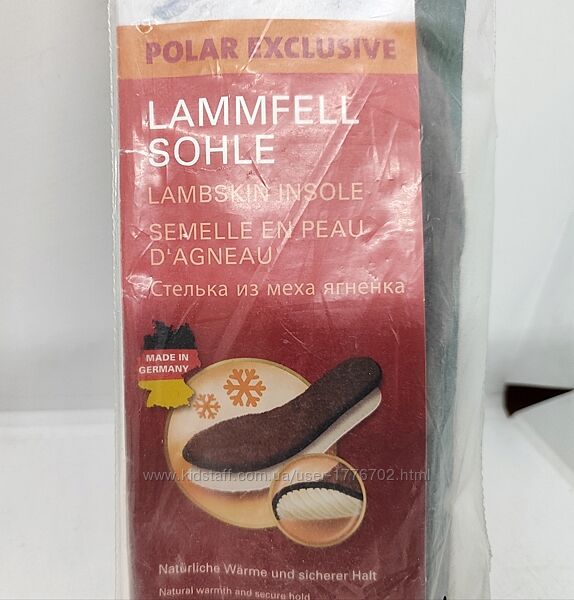 POLAR EXCLUSIVE
LAMMFELL
SOHLE
LAMBSKIN INSOLE
SEMELLE EN PEAU
D'AGNEAU
Стелька из меха ягненка
MADE IN
GERMANY
www.kidstaff.com.ua/user-1776702.html
Natürliche Wärme und sicherer Halt
Natural warmth and secure hold